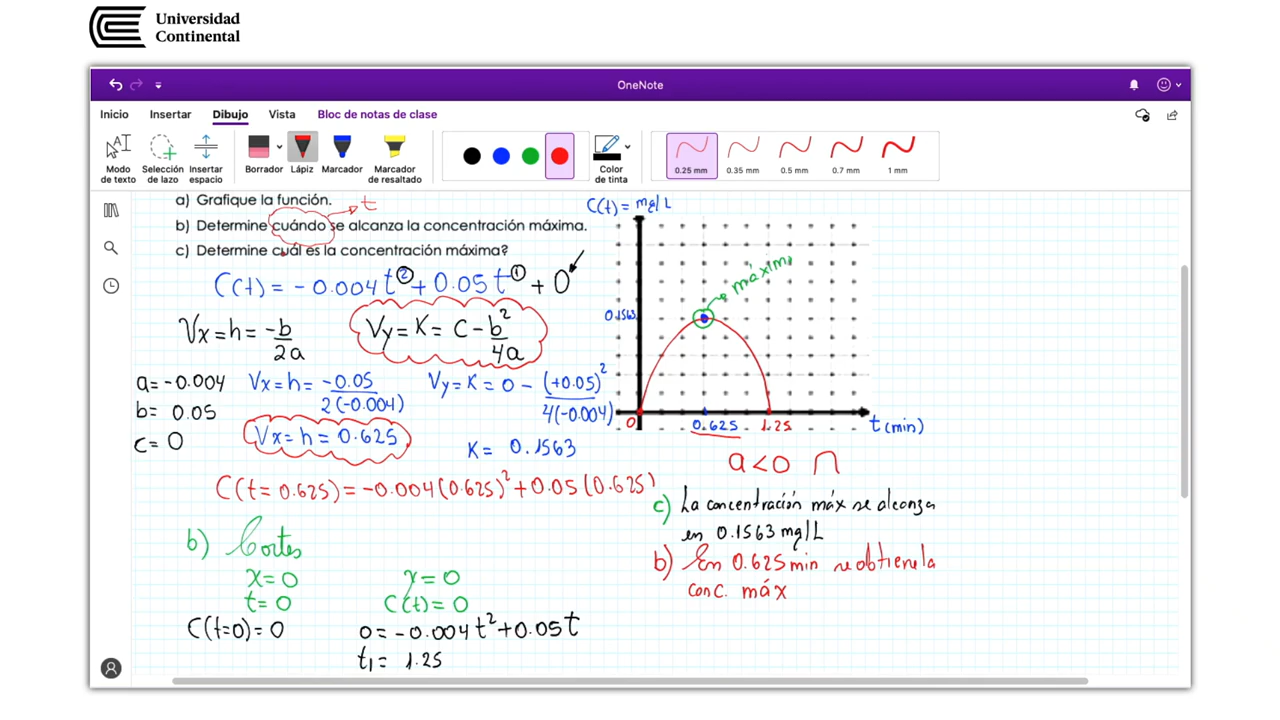 Universidad
Continental
OneNote
Inicio Insertar Dibujo Vista Bloc de notas de clase
Modo de texto
Selección de lazo
Insertar espacio
Borrador
Lápiz
Marcador
Marcador de resaltado
Color de tinta
0.25 mm
0.35 mm
0.5 mm
0.7 mm
1 mm
a) Grafique la función.
t
b) Determine cuándo se alcanza la concentración máxima.
c) Determine cuál es la concentración máxima?
C(t) = -0.004t² + 0.05t¹ + 0
Vx = h = -b/2a
Vy = K = C - b²/4a
a = -0.004
b = 0.05
c = 0
Vx = h = -0.05/2(-0.004)
Vx = h = 0.625
Vy = K = 0 - (+0.05)²/4(-0.004)
K = 0.1563
C(t = 0.625) = -0.004(0.625)² + 0.05(0.625)
b) Cortes
x = 0
t = 0
C(t=0) = 0
y = 0
C(t) = 0
0 = -0.004t² + 0.05t
t₁ = 1.25
C(t) = mg/L
máxim
0.1563
0
0.625
1.25
t (min)
a < 0 ∩
c) La concentración máx se alcanza
en 0.1563 mg/L
b) En 0.625 min se obtiene la
conc. máx